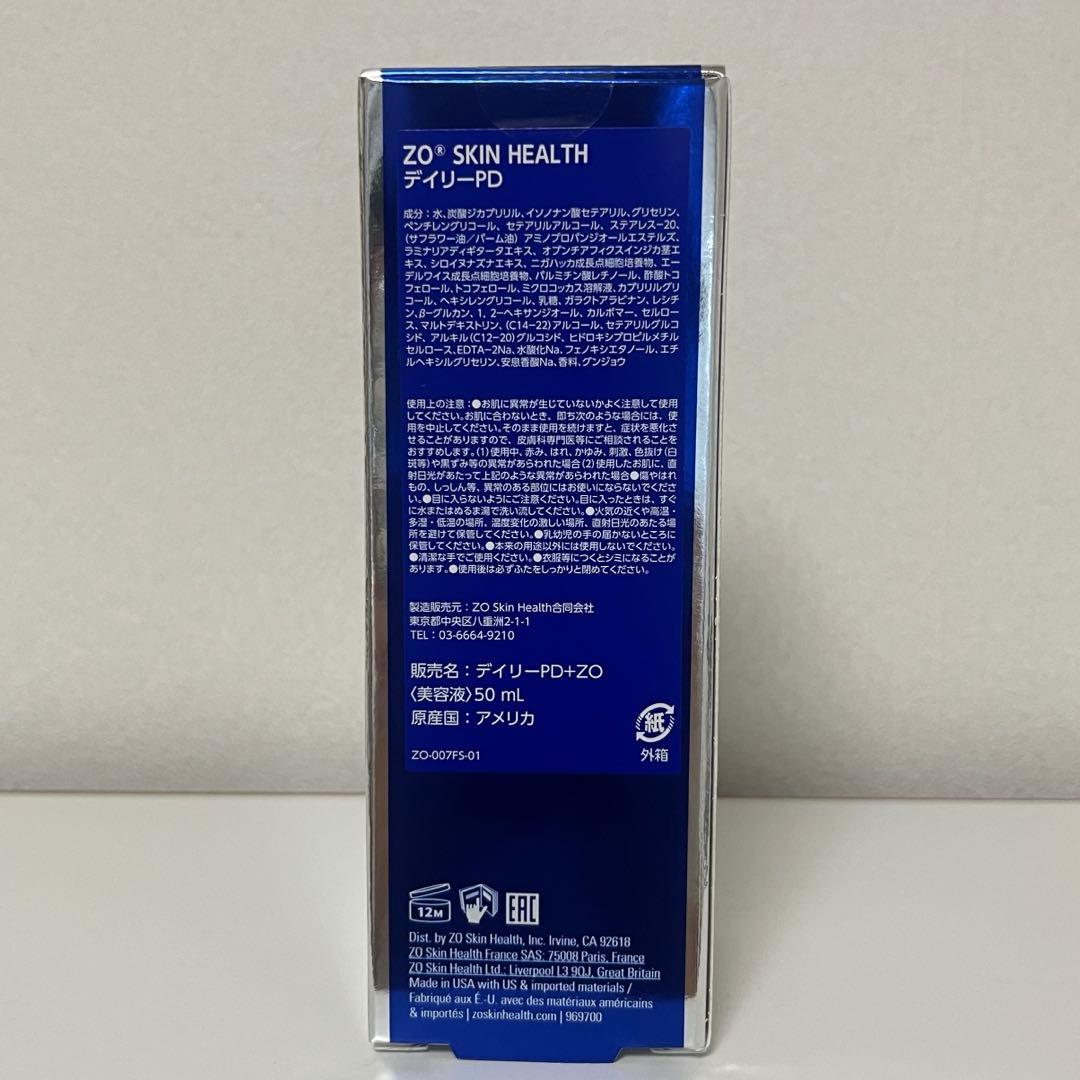 ZO® SKIN HEALTH
デイリーPD
成分：水、炭酸ジカプリリル、イソノナン酸セテアリル、グリセリン、
ペンチレングリコール、セテアリルアルコール、ステアレス-20、
(サフラワー油／パーム油) アミノプロパンジオールエステルズ、
ラミナリアディギタータエキス、オプンチアフィクスインジカ茎エ
キス、シロイヌナズナエキス、ニガハッカ成長点細胞培養物、エー
デルワイス成長点細胞培養物、パルミチン酸レチノール、酢酸トコ
フェロール、トコフェロール、ミクロコッカス溶解液、カプリリルグリ
コール、ヘキシレングリコール、乳糖、ガラクトアラビナン、レシチ
ン、β-グルカン、1, 2-ヘキサンジオール、カルボマー、セルロー
ス、マルトデキストリン、(C14-22)アルコール、セテアリルグルコ
シド、アルキル(C12-20)グルコシド、ヒドロキシプロピルメチル
セルロース、EDTA-2Na、水酸化Na、フェノキシエタノール、エチ
ルヘキシルグリセリン、安息香酸Na、香料、グンジョウ
使用上の注意：●お肌に異常が生じていないかよく注意して使用
してください。お肌に合わないとき、即ち次のような場合には、使
用を中止してください。そのまま使用を続けますと、症状を悪化さ
せることがありますので、皮膚科専門医等にご相談されることを
おすすめします。(1)使用中、赤み、はれ、かゆみ、刺激、色抜け(白
斑等)や黒ずみ等の異常があらわれた場合(2)使用したお肌に、直
射日光があたって上記のような異常があらわれた場合●傷やはれ
もの、しっしん等、異常のある部位にはお使いにならないでくださ
い。●目に入らないようにご注意ください。目に入ったときは、すぐ
に水またはぬるま湯で洗い流してください。●火気の近くや高温・
多湿・低温の場所、温度変化の激しい場所、直射日光のあたる場
所を避けて保管してください。●乳幼児の手の届かないところに
保管してください。●本来の用途以外には使用しないでください。
●清潔な手でご使用ください。●衣服等につくとシミになることが
あります。●使用後は必ずふたをしっかりと閉めてください。
製造販売元：ZO Skin Health合同会社
東京都中央区八重洲2-1-1
TEL：03-6664-9210
販売名：デイリーPD+ZO
〈美容液〉50 mL
原産国：アメリカ
紙
ZO-007FS-01
外箱
12M
EAC
Dist. by ZO Skin Health, Inc. Irvine, CA 92618
ZO Skin Health France SAS: 75008 Paris, France
ZO Skin Health Ltd.: Liverpool L3 9QJ, Great Britain
Made in USA with US & imported materials /
Fabriqué aux É.-U. avec des matériaux américains
& importés | zoskinhealth.com | 969700